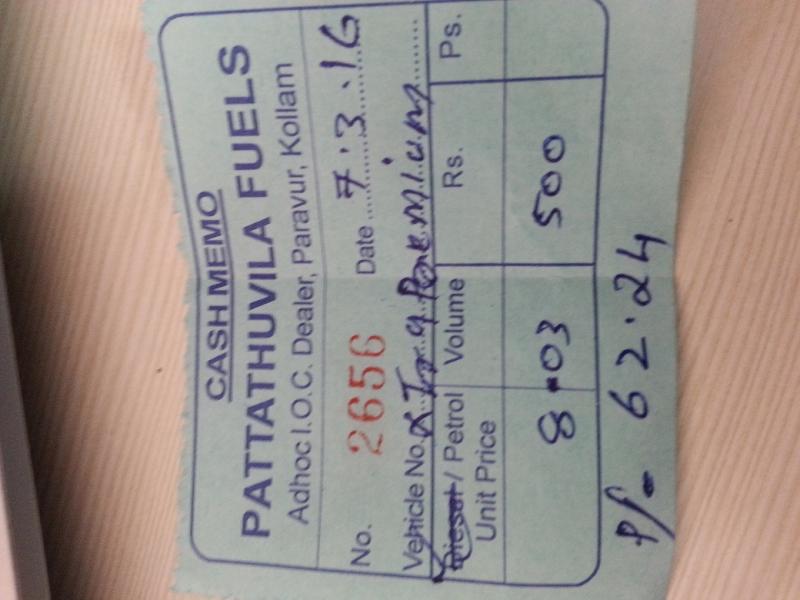 CASH MEMO
PATTATHUVILA FUELS
Adhoc I.O.C. Dealer, Paravur, Kollam
No. 2656 Date 7.3.16
Vehicle No. Premium
Diesel / Petrol Volume Rs. Ps.
Unit Price
8.03 500
P/- 62.24